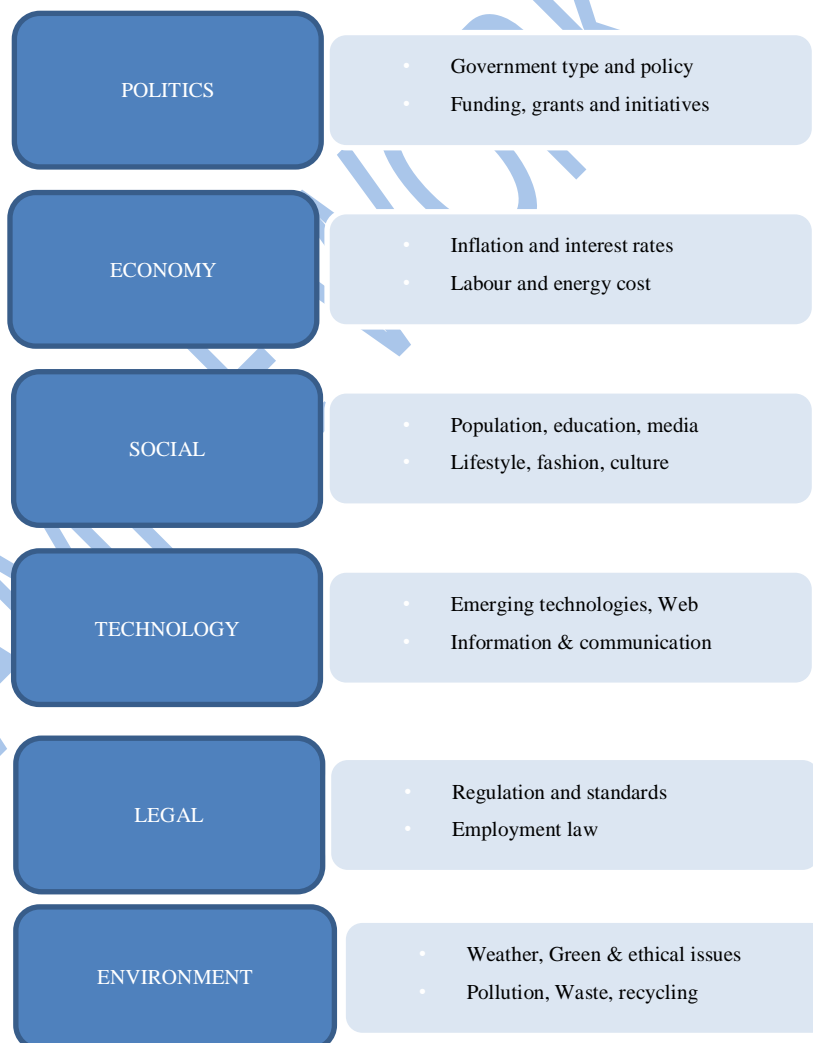 POLITICS
Government type and policy
Funding, grants and initiatives
ECONOMY
Inflation and interest rates
Labour and energy cost
SOCIAL
Population, education, media
Lifestyle, fashion, culture
TECHNOLOGY
Emerging technologies, Web
Information & communication
LEGAL
Regulation and standards
Employment law
ENVIRONMENT
Weather, Green & ethical issues
Pollution, Waste, recycling